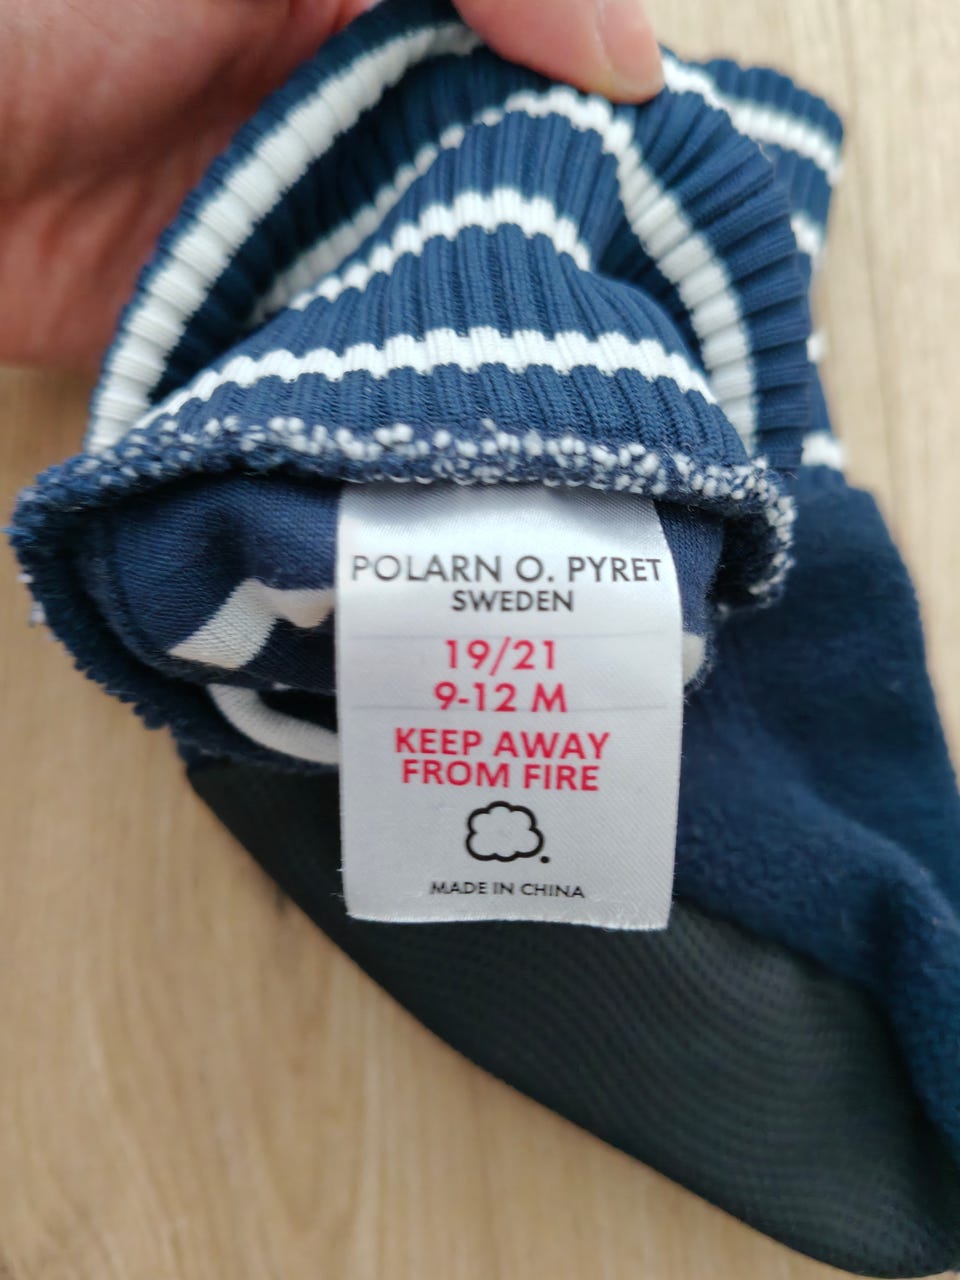 POLARN O. PYRET
SWEDEN
19/21
9-12 M
KEEP AWAY
FROM FIRE
MADE IN CHINA